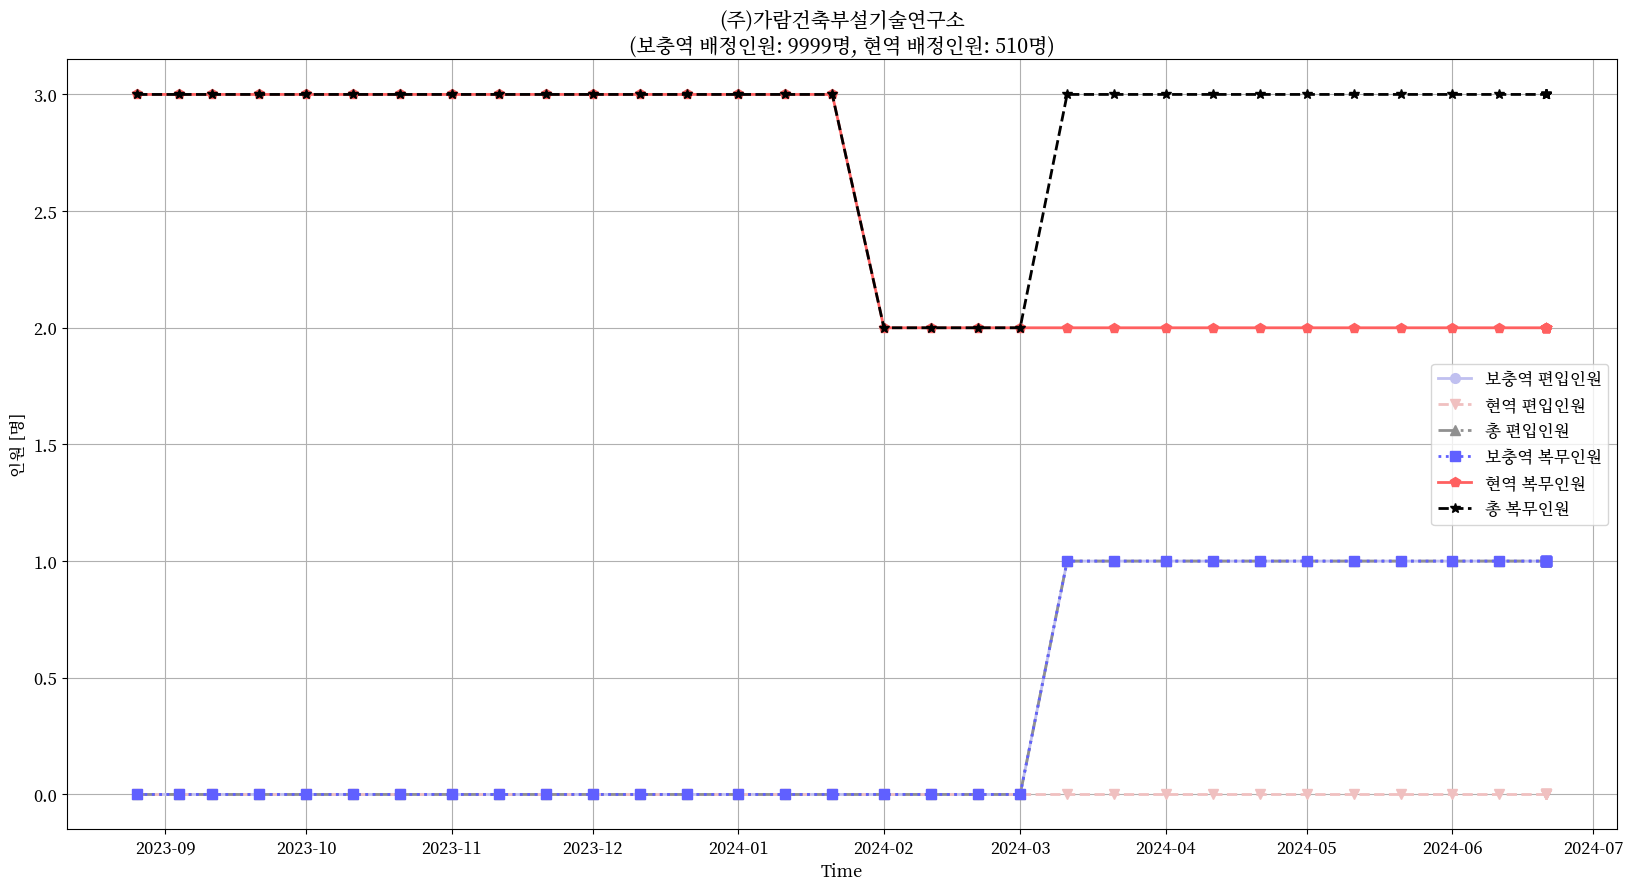 (주)가람건축부설기술연구소
(보충역 배정인원: 9999명, 현역 배정인원: 510명)
인원 [명]
3.0
2.5
2.0
1.5
1.0
0.5
0.0
보충역 편입인원
현역 편입인원
총 편입인원
보충역 복무인원
현역 복무인원
총 복무인원
2023-09 2023-10 2023-11 2023-12 2024-01 2024-02 2024-03 2024-04 2024-05 2024-06 2024-07
Time